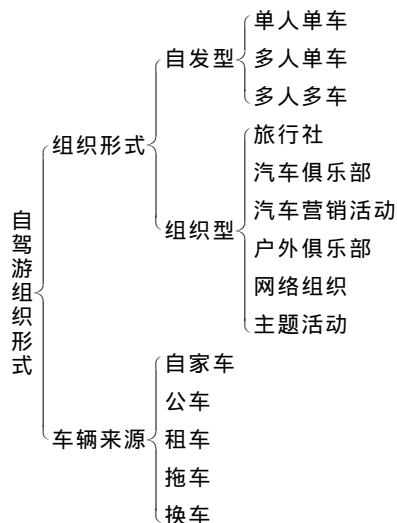 自驾游组织形式
组织形式
自发型
单人单车
多人单车
多人多车
组织型
旅行社
汽车俱乐部
汽车营销活动
户外俱乐部
网络组织
主题活动
车辆来源
自家车
公车
租车
拖车
换车